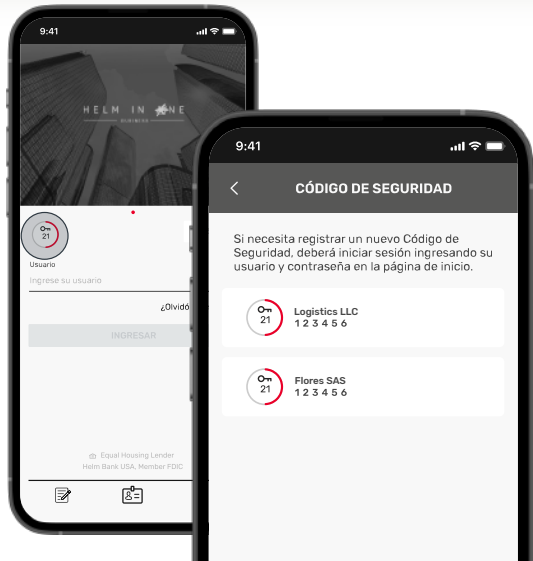 9:41
HELM IN ONE
BUSINESS
21
Usuario
Ingrese su usuario
¿Olvidó
INGRESAR
Equal Housing Lender
Helm Bank USA, Member FDIC
9:41
CÓDIGO DE SEGURIDAD
Si necesita registrar un nuevo Código de
Seguridad, deberá iniciar sesión ingresando su
usuario y contraseña en la página de inicio.
21
Logistics LLC
1 2 3 4 5 6
21
Flores SAS
1 2 3 4 5 6